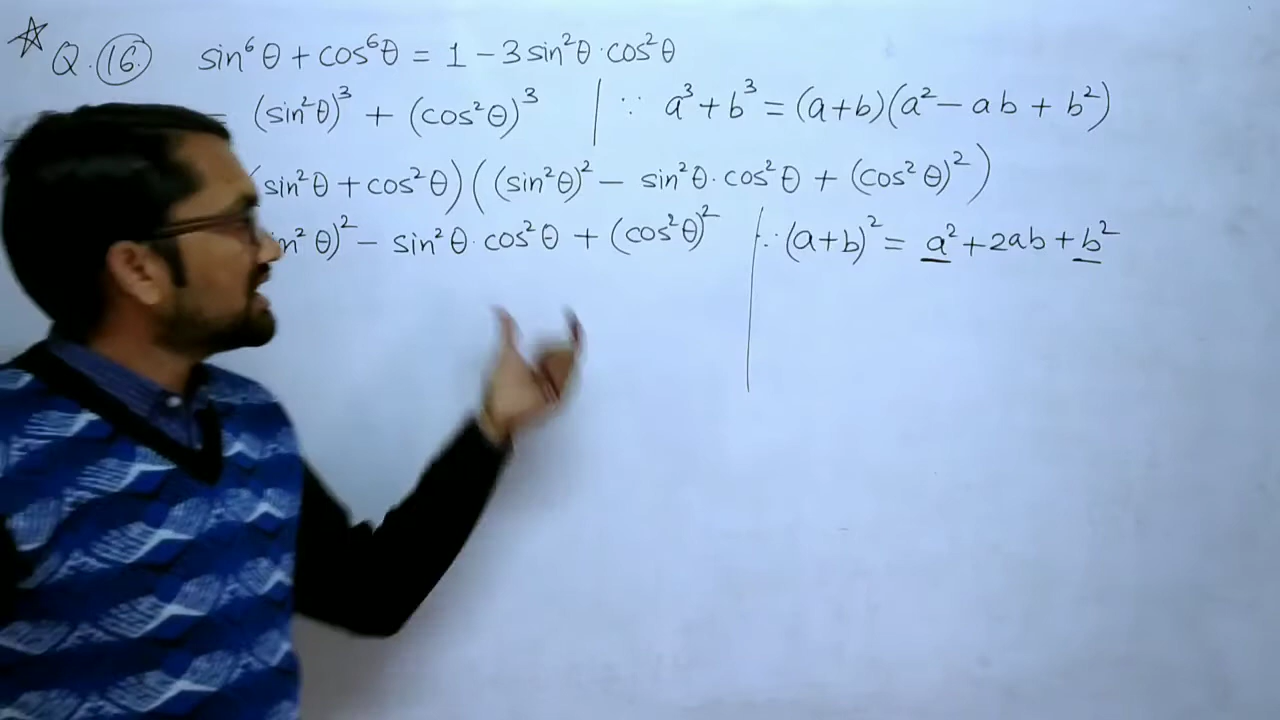 ☆ Q. 16. sin⁶θ + cos⁶θ = 1 − 3 sin²θ · cos²θ
= (sin²θ)³ + (cos²θ)³ | ∵ a³ + b³ = (a+b)(a² − ab + b²)
(sin²θ + cos²θ)((sin²θ)² − sin²θ · cos²θ + (cos²θ)²)
θ)² − sin²θ · cos²θ + (cos²θ)² | ∵ (a+b)² = a² + 2ab + b²